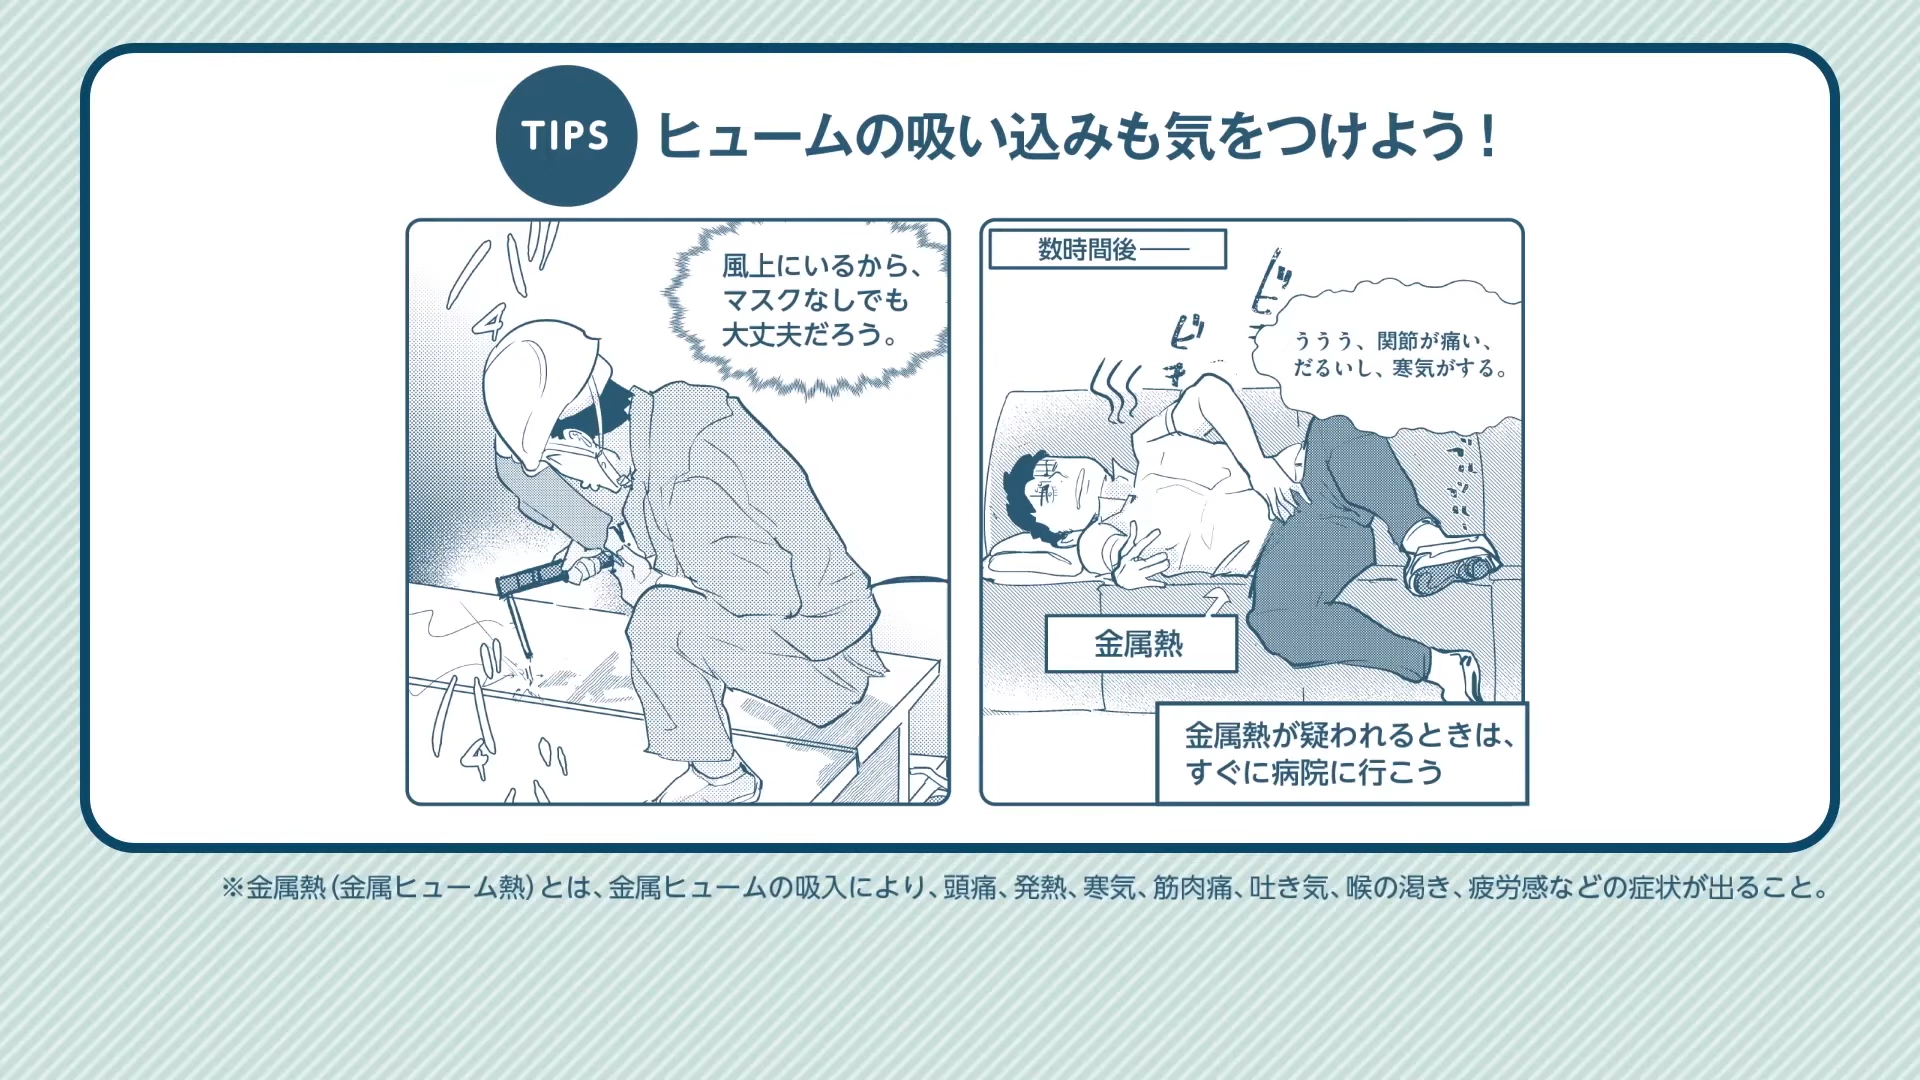 TIPS
ヒュームの吸い込みも気をつけよう！
風上にいるから、
マスクなしでも
大丈夫だろう。
数時間後――
ううう、関節が痛い、
だるいし、寒気がする。
金属熱
金属熱が疑われるときは、
すぐに病院に行こう
※金属熱（金属ヒューム熱）とは、金属ヒュームの吸入により、頭痛、発熱、寒気、筋肉痛、吐き気、喉の渇き、疲労感などの症状が出ること。